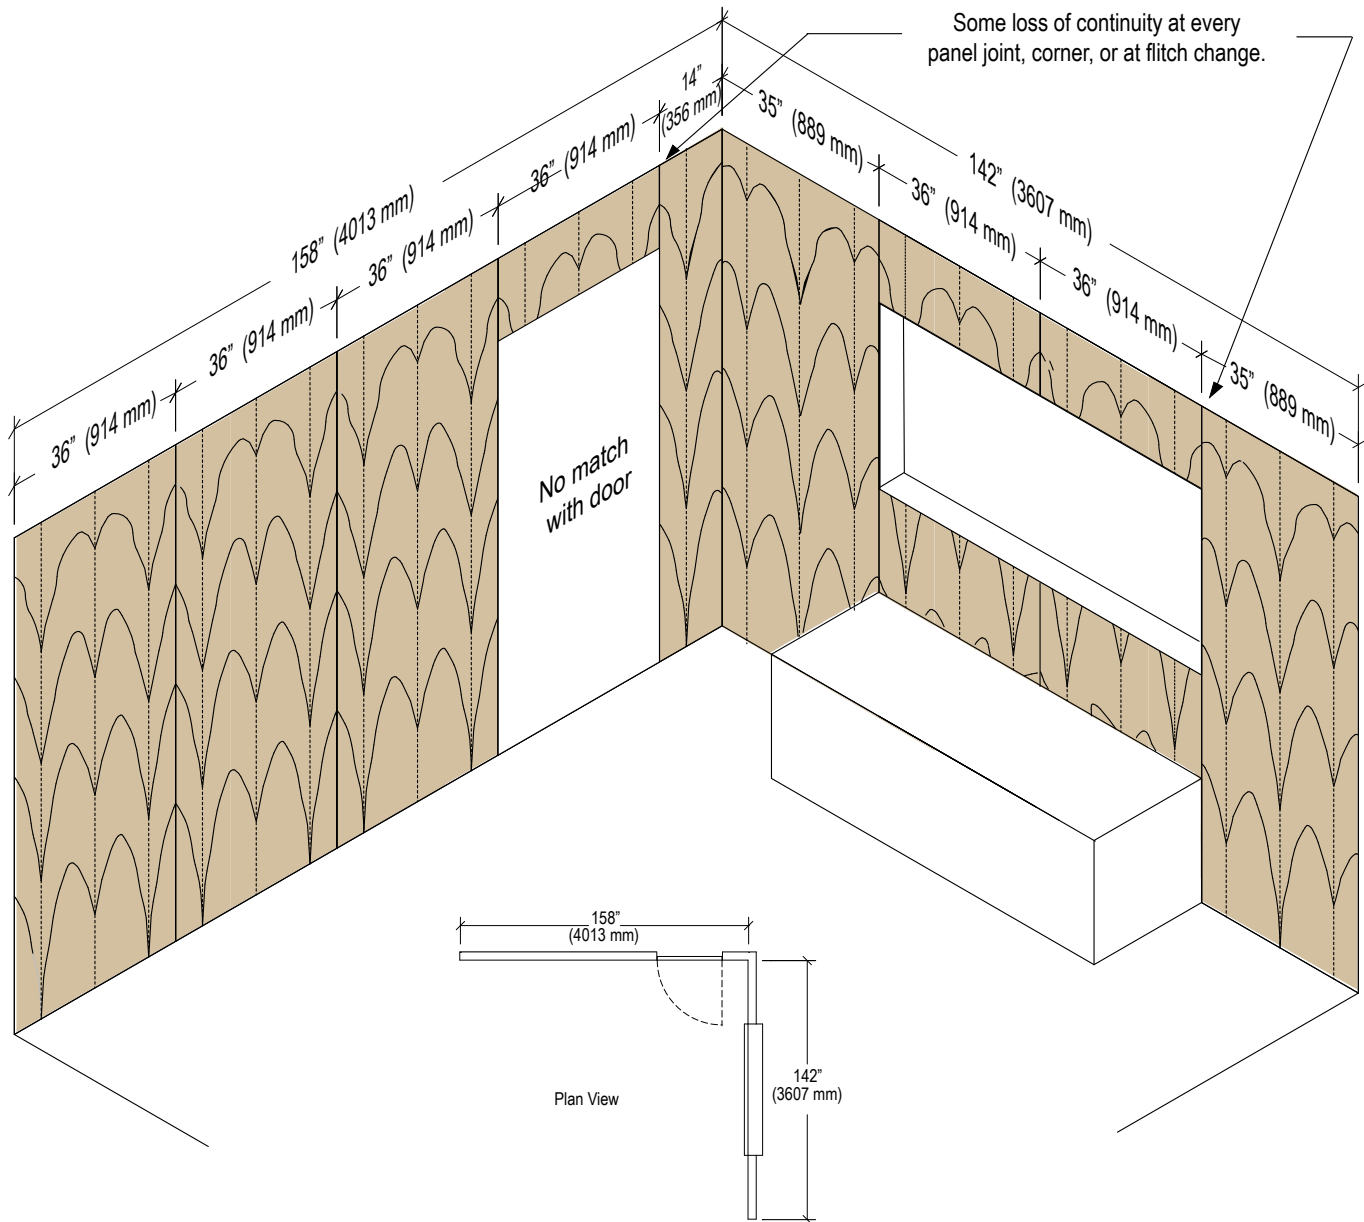 Some loss of continuity at every
panel joint, corner, or at flitch change.
14”
(356 mm)
36” (914 mm)
36” (914 mm)
36” (914 mm)
36” (914 mm)
158” (4013 mm)
35” (889 mm)
142” (3607 mm)
36” (914 mm)
36” (914 mm)
35” (889 mm)
No match
with door
158”
(4013 mm)
142”
(3607 mm)
Plan View